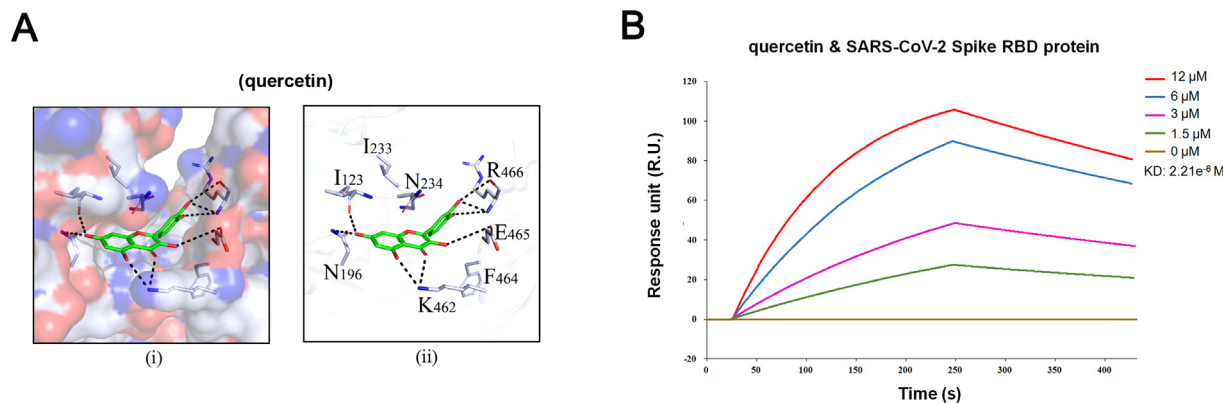 A
(quercetin)
I233
I123
N234
R466
E465
N196
F464
K462
(i)
(ii)
B
quercetin & SARS-CoV-2 Spike RBD protein
Response unit (R.U.)
120
100
80
60
40
20
0
-20
0 50 100 150 200 250 300 350 400
Time (s)
12 µM
6 µM
3 µM
1.5 µM
0 µM
KD: 2.21e⁻⁶ M